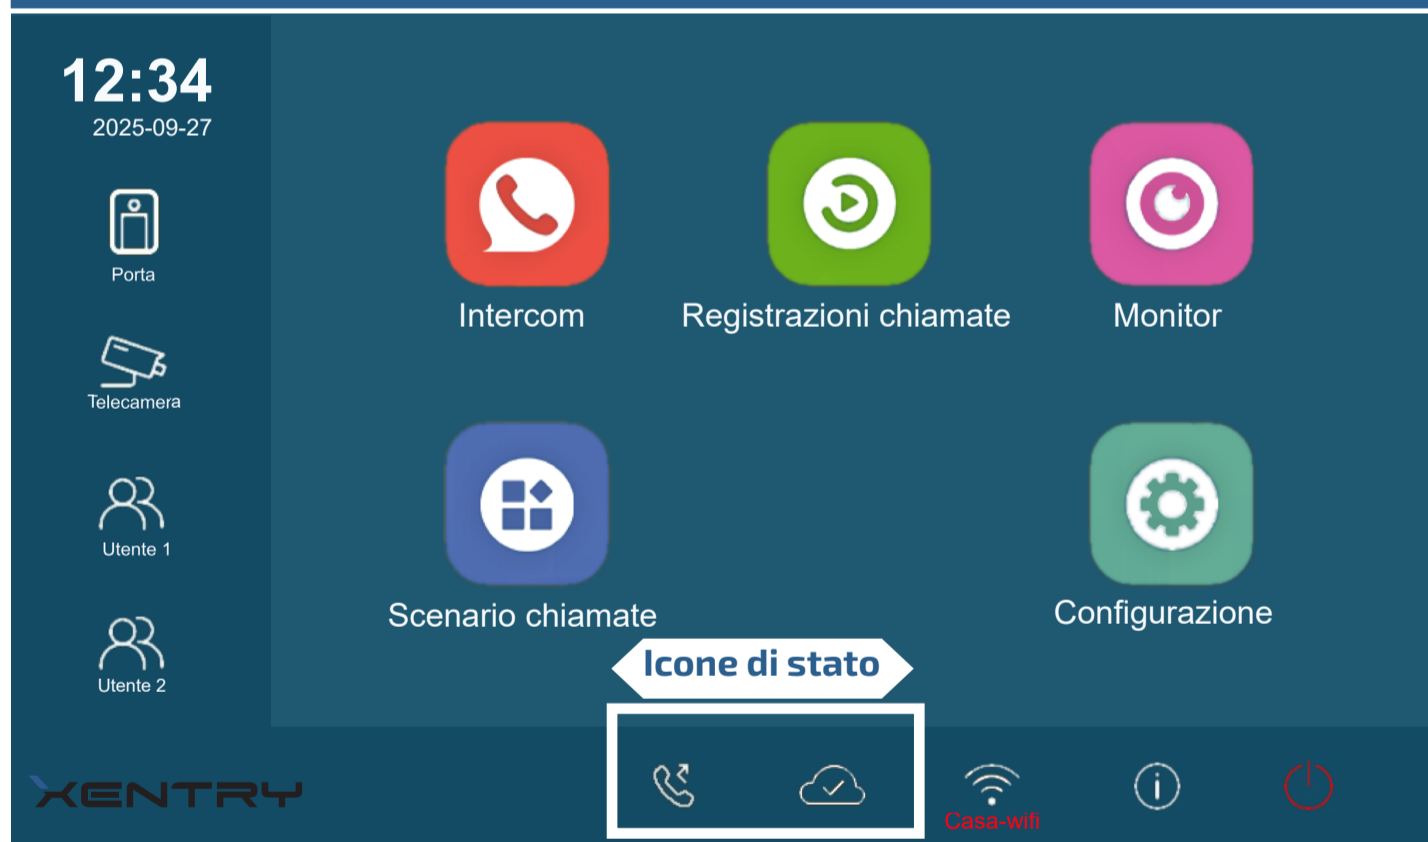 12:34
2025-09-27
Porta
Telecamera
Utente 1
Utente 2
Intercom
Registrazioni chiamate
Monitor
Scenario chiamate
Configurazione
Icone di stato
XENTRY
Casa-wifi